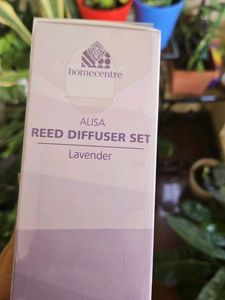 homecentre
ALISA
REED DIFFUSER SET
Lavender